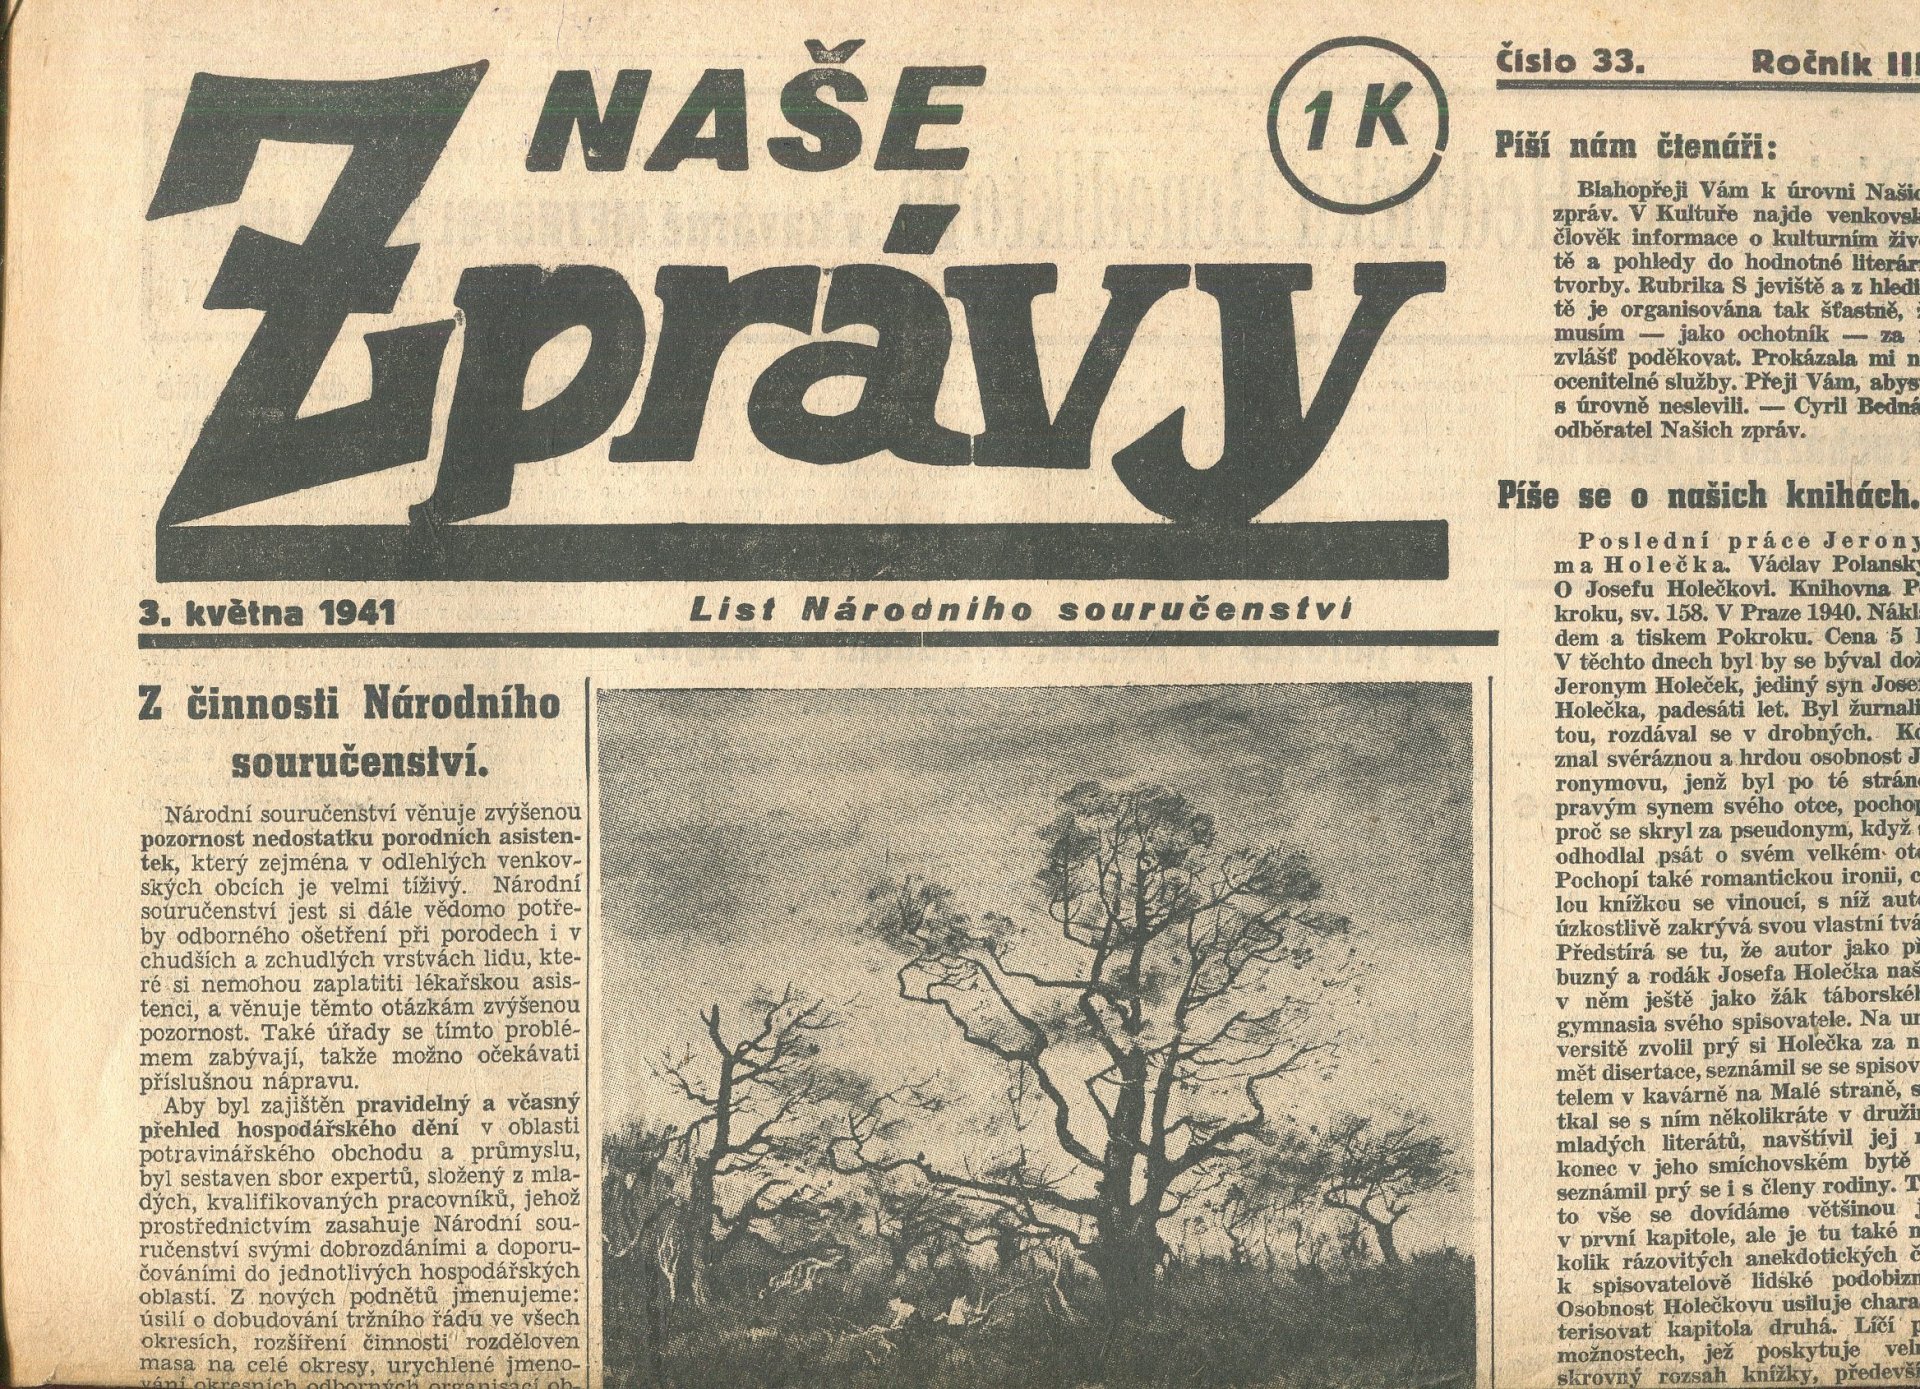 NAŠE
Zprávy
1 K
3. května 1941
List Národního souručenství
Číslo 33.
Ročník III
Z činnosti Národního
souručenství.
Národní souručenství věnuje zvýšenou
pozornost nedostatku porodních asisten-
tek, který zejména v odlehlých venkov-
ských obcích je velmi tíživý. Národní
souručenství jest si dále vědomo potře-
by odborného ošetření při porodech i v
chudších a zchudlých vrstvách lidu, kte-
ré si nemohou zaplatiti lékařskou asis-
tenci, a věnuje těmto otázkám zvýšenou
pozornost. Také úřady se tímto problé-
mem zabývají, takže možno očekávati
příslušnou nápravu.
Aby byl zajištěn pravidelný a včasný
přehled hospodářského dění v oblasti
potravinářského obchodu a průmyslu,
byl sestaven sbor expertů, složený z mla-
dých, kvalifikovaných pracovníků, jehož
prostřednictvím zasahuje Národní sou-
ručenství svými dobrozdáními a doporu-
čováními do jednotlivých hospodářských
oblastí. Z nových podnětů jmenujeme:
úsilí o dobudování tržního řádu ve všech
okresích, rozšíření činnosti rozděloven
masa na celé okresy, urychlené jmeno-
vání okresních odborných organisací ob-
Píší nám čtenáři:
Blahopřeji Vám k úrovni
zpráv. V Kultuře najde
člověk informace o kulturním
tě a pohledy do hodnotné
tvorby. Rubrika S jeviště a z
tě je organisována tak šťastně,
musím — jako ochotník — za
zvlášť poděkovat. Prokázala mi
ocenitelné služby. Přeji Vám,
s úrovně neslevili. — Cyril
odběratel Našich zpráv.
Píše se o našich knihách.
Poslední práce Jerony
ma Holečka. Václav Polansky
O Josefu Holečkovi. Knihovna
kroku, sv. 158. V Praze 1940.
dem a tiskem Pokroku. Cena 5
V těchto dnech byl by se býval
Jeronym Holeček, jediný syn
Holečka, padesáti let. Byl
tou, rozdával se v drobných.
znal svéráznou a hrdou osobnost
ronymovu, jenž byl po té
pravým synem svého otce,
proč se skryl za pseudonym, když
odhodlal psát o svém velkém
Pochopí také romantickou ironii,
lou knížkou se vinoucí, s níž
úzkostlivě zakrývá svou vlastní
Předstírá se tu, že autor jako
buzný a rodák Josefa Holečka
v něm ještě jako žák
gymnasia svého spisovatele. Na
versitě zvolil prý si Holečka za
mět disertace, seznámil se se
telem v kavárně na Malé straně,
tkal se s ním několikráte v
mladých literátů, navštívil jej
konec v jeho smíchovském bytě
seznámil prý se i s členy rodiny.
to vše se dovídáme většinou
v první kapitole, ale je tu také
kolik rázovitých anekdotických
k spisovatelově lidské
Osobnost Holečkovu usiluje
terisovat kapitola druhá. Líčí
možnostech, jež poskytuje
skrovný rozsah knížky,